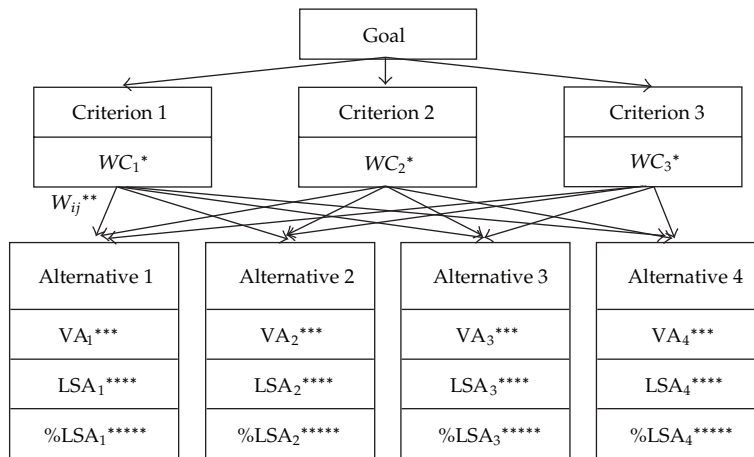 Goal
Criterion 1 Criterion 2 Criterion 3
WC₁* WC₂* WC₃*
Wᵢⱼ**
Alternative 1 Alternative 2 Alternative 3 Alternative 4
VA₁*** VA₂*** VA₃*** VA₄***
LSA₁**** LSA₂**** LSA₃**** LSA₄****
%LSA₁***** %LSA₂***** %LSA₃***** %LSA₄*****